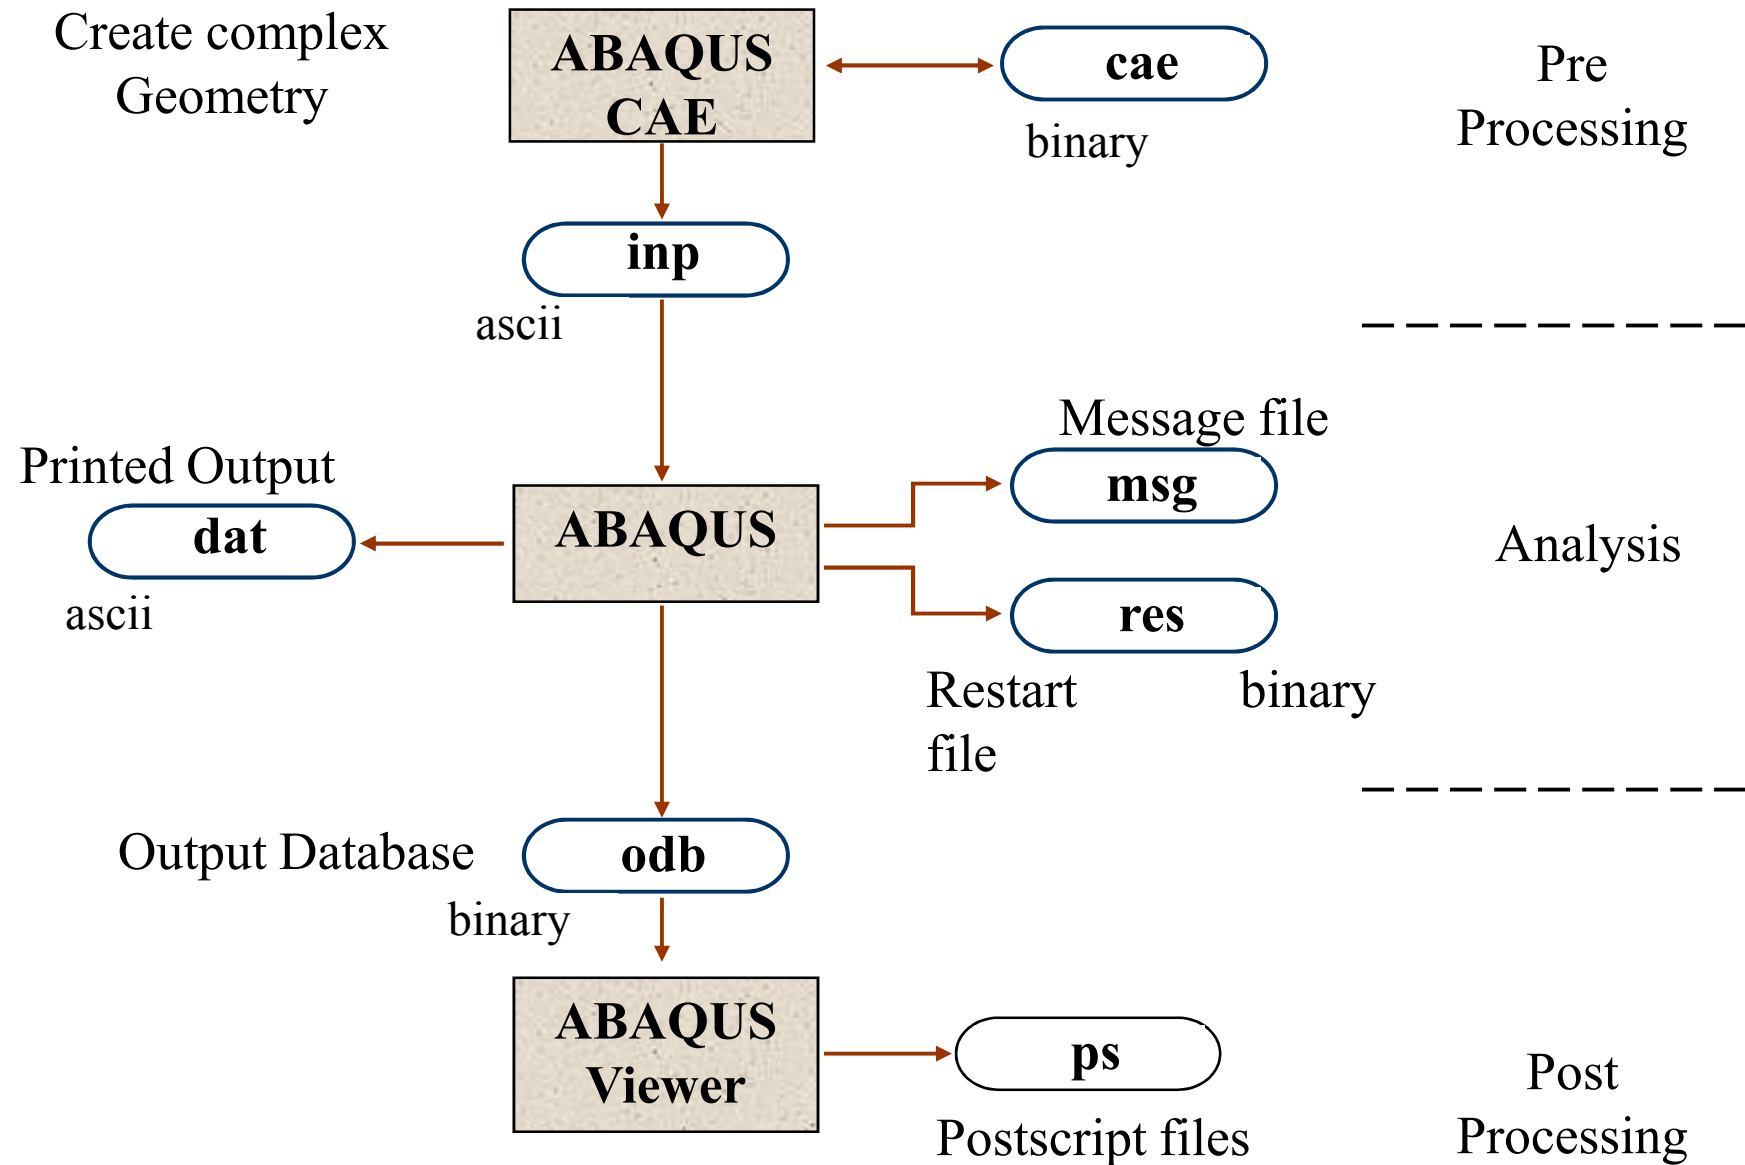 Create complex
Geometry
ABAQUS
CAE
cae
binary
Pre
Processing
inp
ascii
Message file
Printed Output
dat
ascii
ABAQUS
msg
res
Restart
file
binary
Analysis
Output Database
odb
binary
ABAQUS
Viewer
ps
Postscript files
Post
Processing